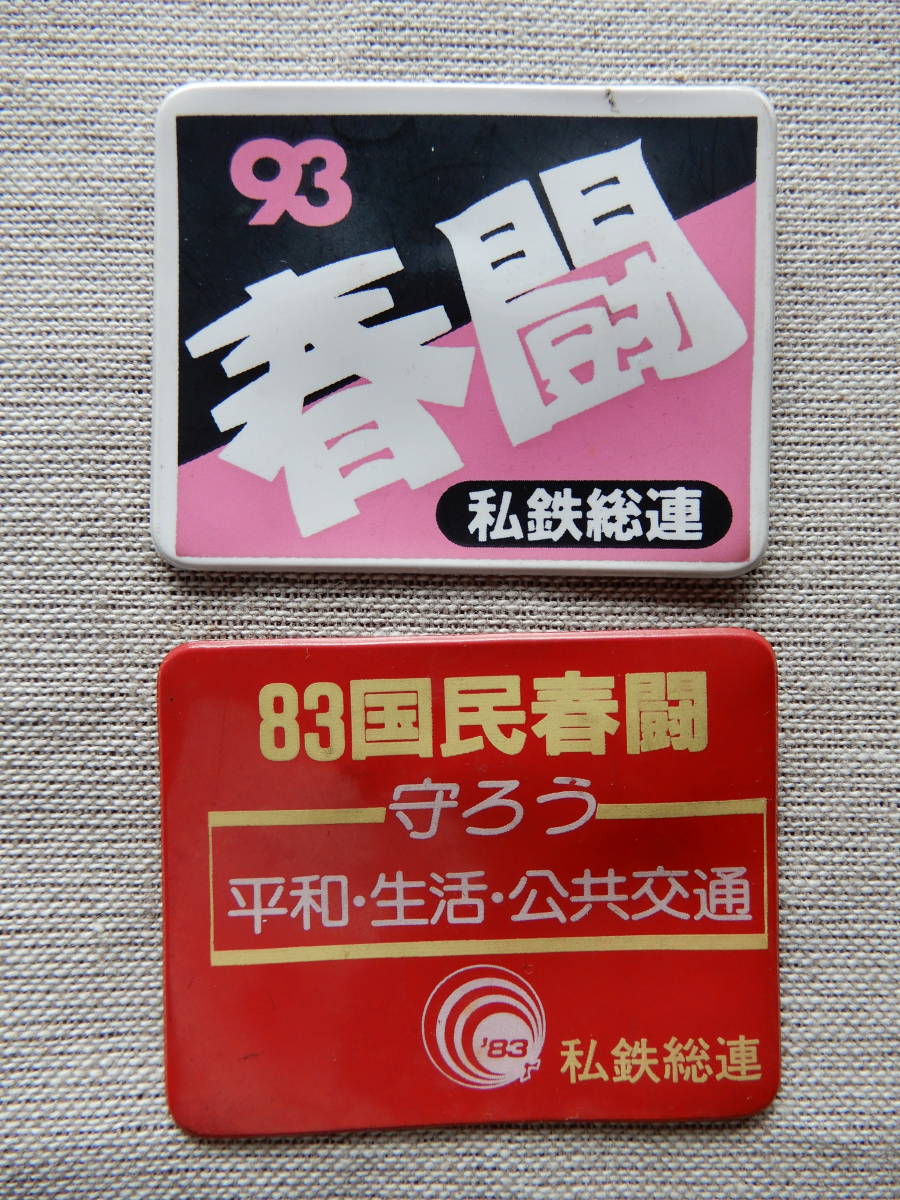 93
春闘
私鉄総連
83国民春闘
守ろう
平和・生活・公共交通
'83
私鉄総連